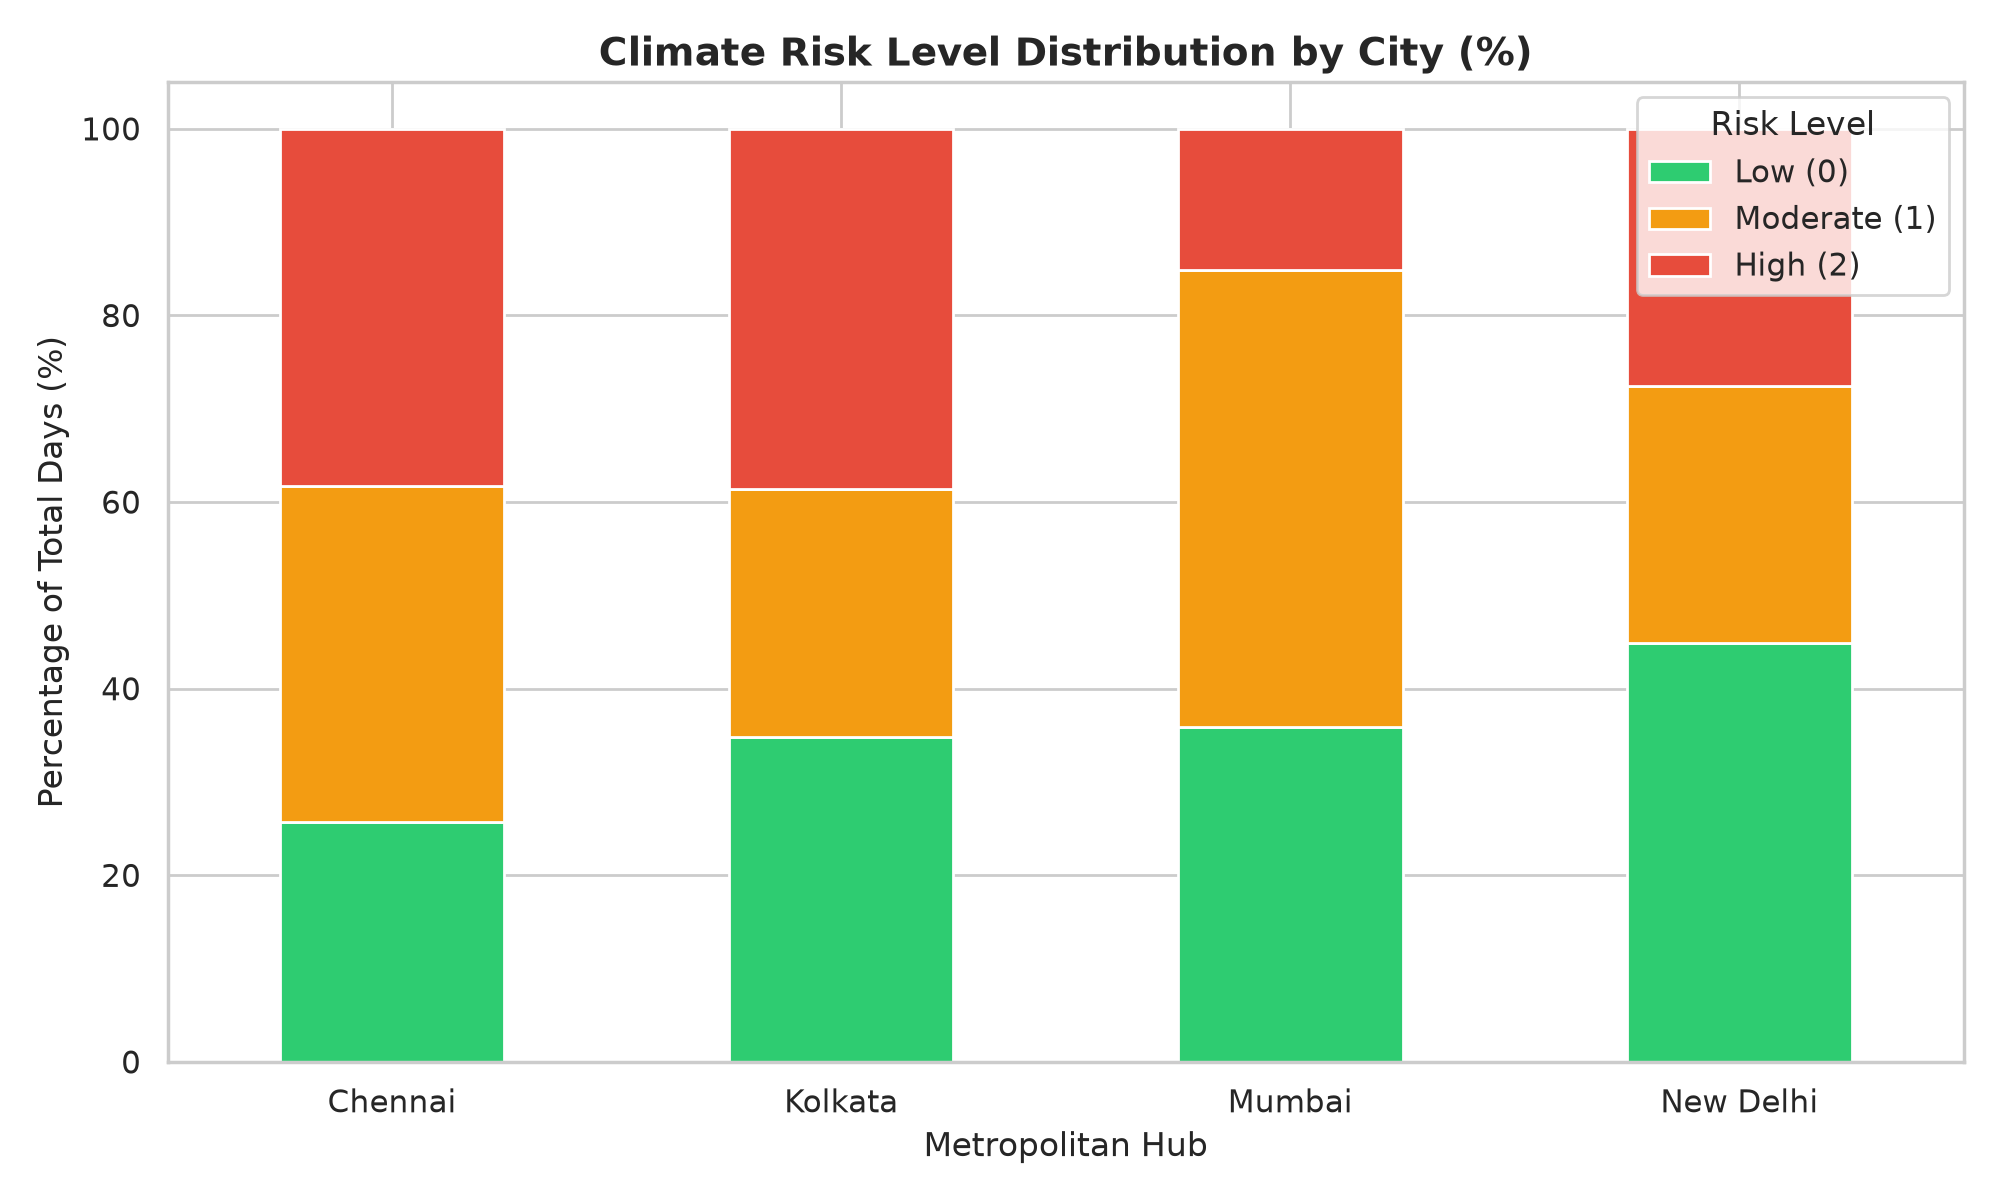 Climate Risk Level Distribution by City (%)
Risk Level
Low (0)
Moderate (1)
High (2)
Percentage of Total Days (%)
100
80
60
40
20
0
Chennai
Kolkata
Mumbai
New Delhi
Metropolitan Hub